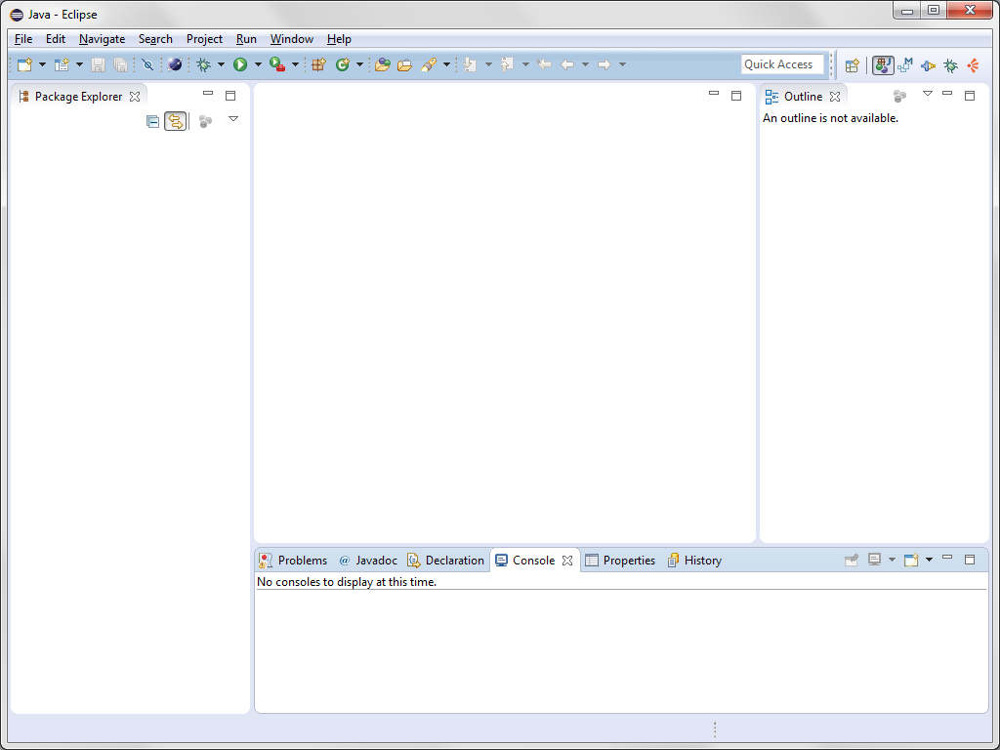 Java - Eclipse
File Edit Navigate Search Project Run Window Help
Quick Access
Package Explorer
Outline
An outline is not available.
Problems @ Javadoc Declaration Console Properties History
No consoles to display at this time.